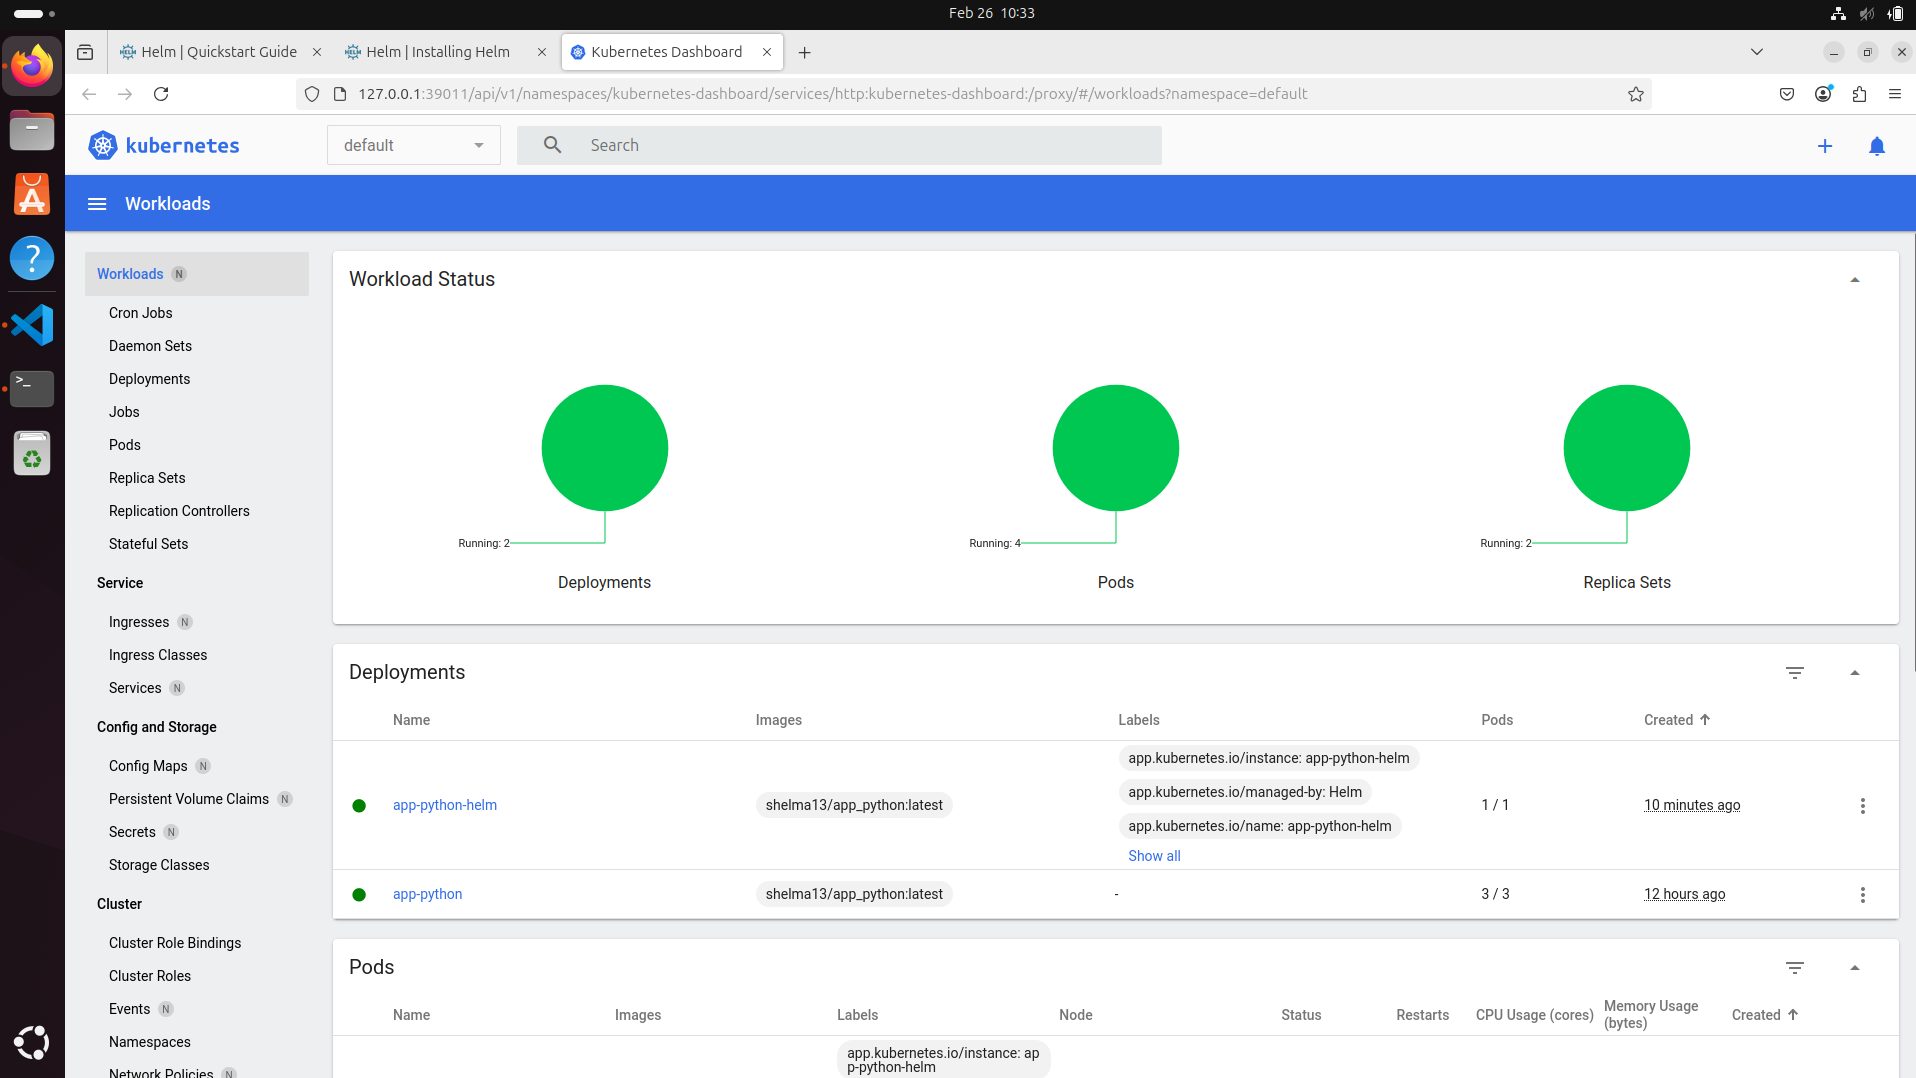 Feb 26 10:33
Helm | Quickstart Guide
Helm | Installing Helm
Kubernetes Dashboard
127.0.0.1:39011/api/v1/namespaces/kubernetes-dashboard/services/http:kubernetes-dashboard:/proxy/#/workloads?namespace=default
kubernetes
default
Search
Workloads
Workloads N
Cron Jobs
Daemon Sets
Deployments
Jobs
Pods
Replica Sets
Replication Controllers
Stateful Sets
Service
Ingresses N
Ingress Classes
Services N
Config and Storage
Config Maps N
Persistent Volume Claims N
Secrets N
Storage Classes
Cluster
Cluster Role Bindings
Cluster Roles
Events N
Namespaces
Network Policies N
Workload Status
Running: 2
Deployments
Running: 4
Pods
Running: 2
Replica Sets
Deployments
Name Images Labels Pods Created
app-python-helm shelma13/app_python:latest app.kubernetes.io/instance: app-python-helm
app.kubernetes.io/managed-by: Helm
app.kubernetes.io/name: app-python-helm
Show all
1 / 1 10 minutes ago
app-python shelma13/app_python:latest - 3 / 3 12 hours ago
Pods
Name Images Labels Node Status Restarts CPU Usage (cores) Memory Usage (bytes) Created
app.kubernetes.io/instance: ap
p-python-helm